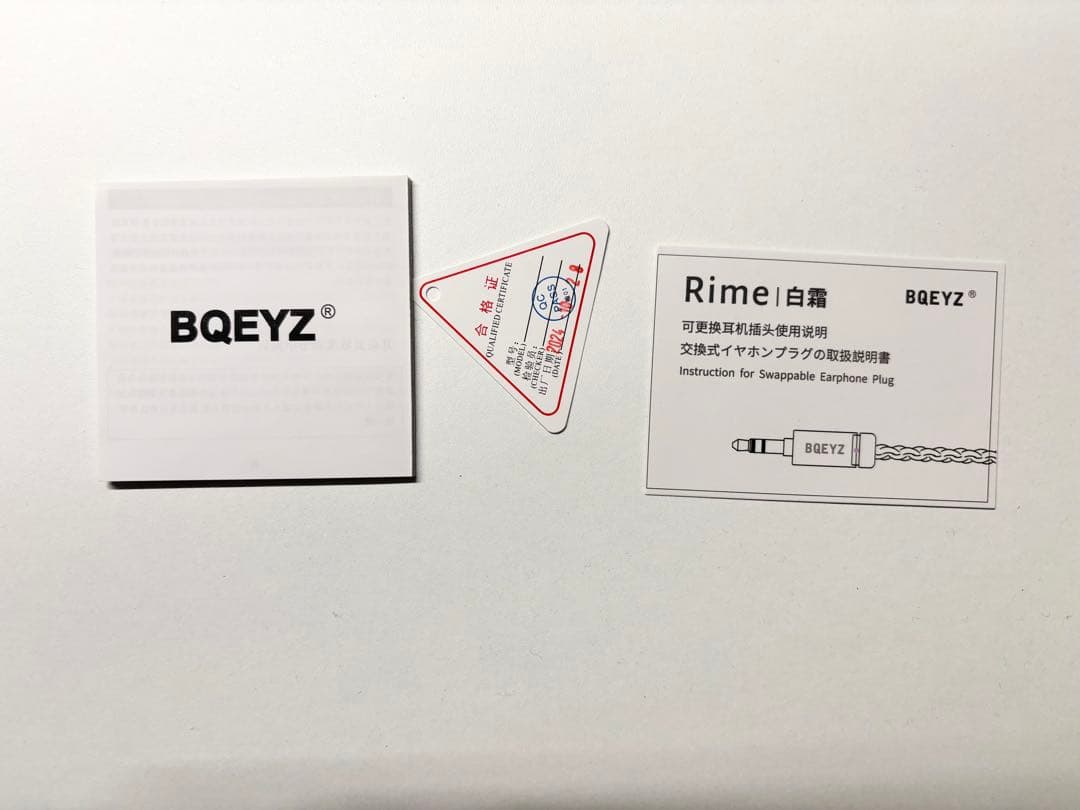 BQEYZ®
合格证
QUALIFIED CERTIFICATE
型号:
(MODEL)
检验员:
(CHECKER)
出厂日期
(DATE)
2024-10-28
QC
PASS
Rime|白霜
BQEYZ®
可更换耳机插头使用说明
交換式イヤホンプラグの取扱説明書
Instruction for Swappable Earphone Plug
BQEYZ